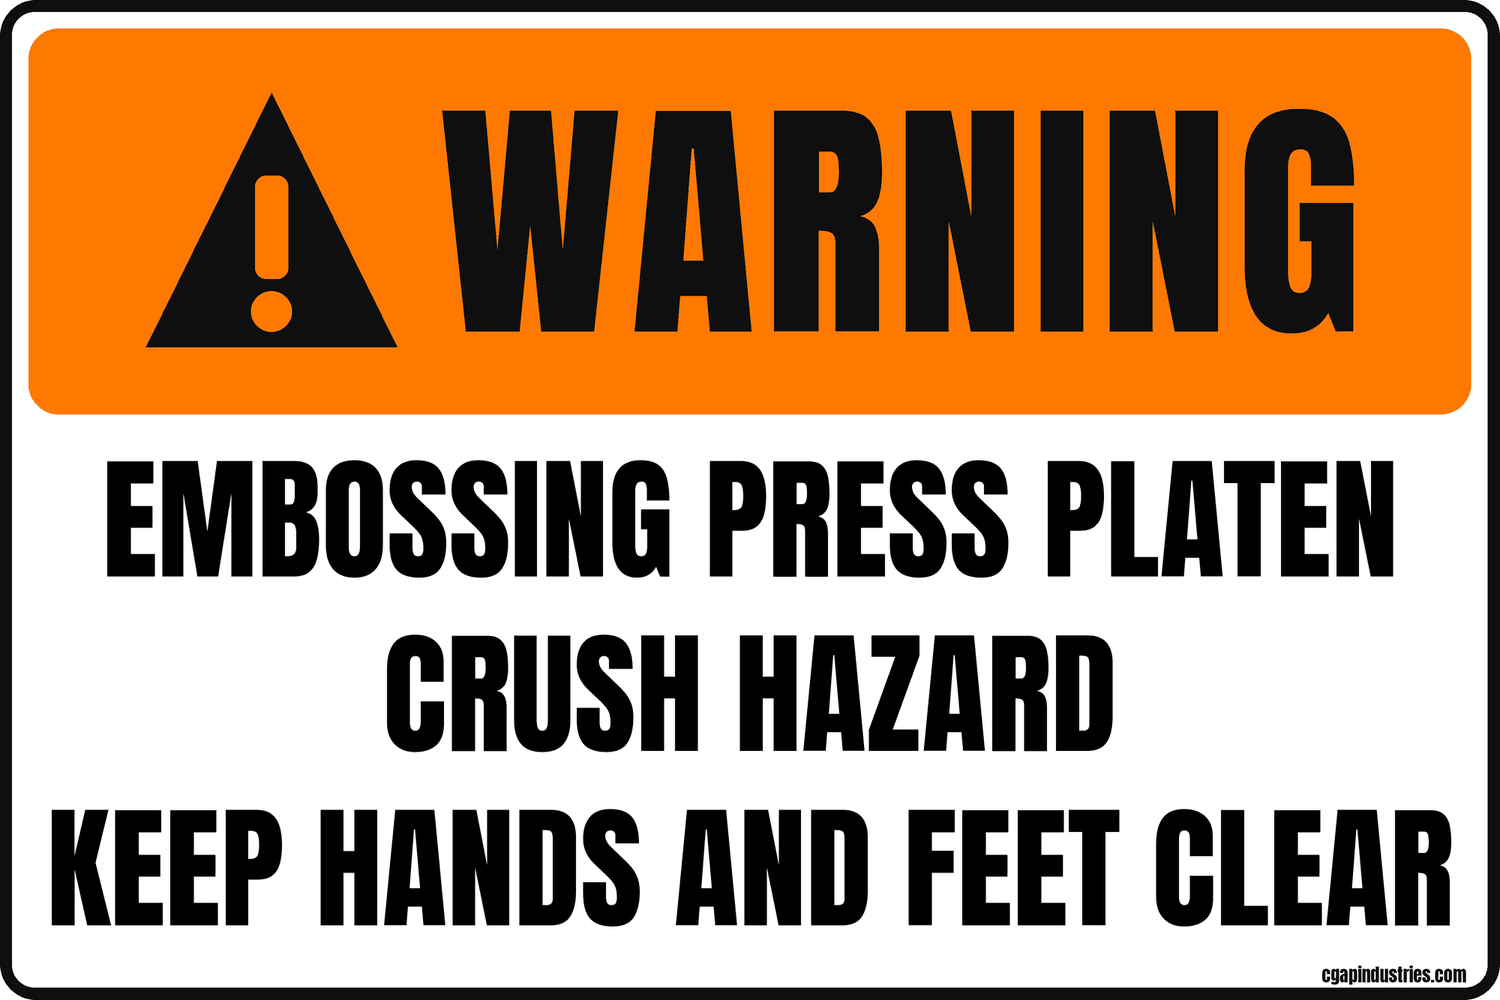 WARNING
EMBOSSING PRESS PLATEN
CRUSH HAZARD
KEEP HANDS AND FEET CLEAR
cgapindustries.com